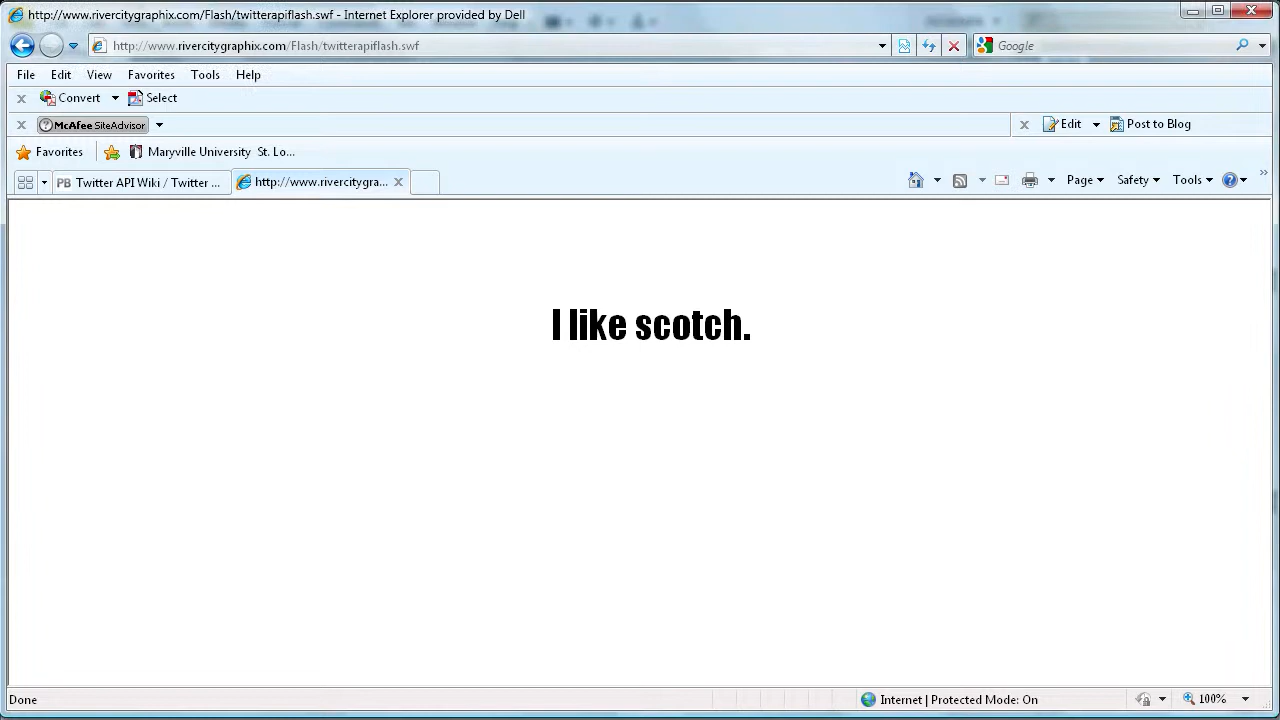 http://www.rivercitygraphix.com/Flash/twitterapiflash.swf - Internet Explorer provided by Dell
http://www.rivercitygraphix.com/Flash/twitterapiflash.swf
Google
File Edit View Favorites Tools Help
Convert Select
McAfee SiteAdvisor Edit Post to Blog
Favorites Maryville University St. Lo...
PB Twitter API Wiki / Twitter ... http://www.rivercitygra... Page Safety Tools
I like scotch.
Done Internet | Protected Mode: On 100%